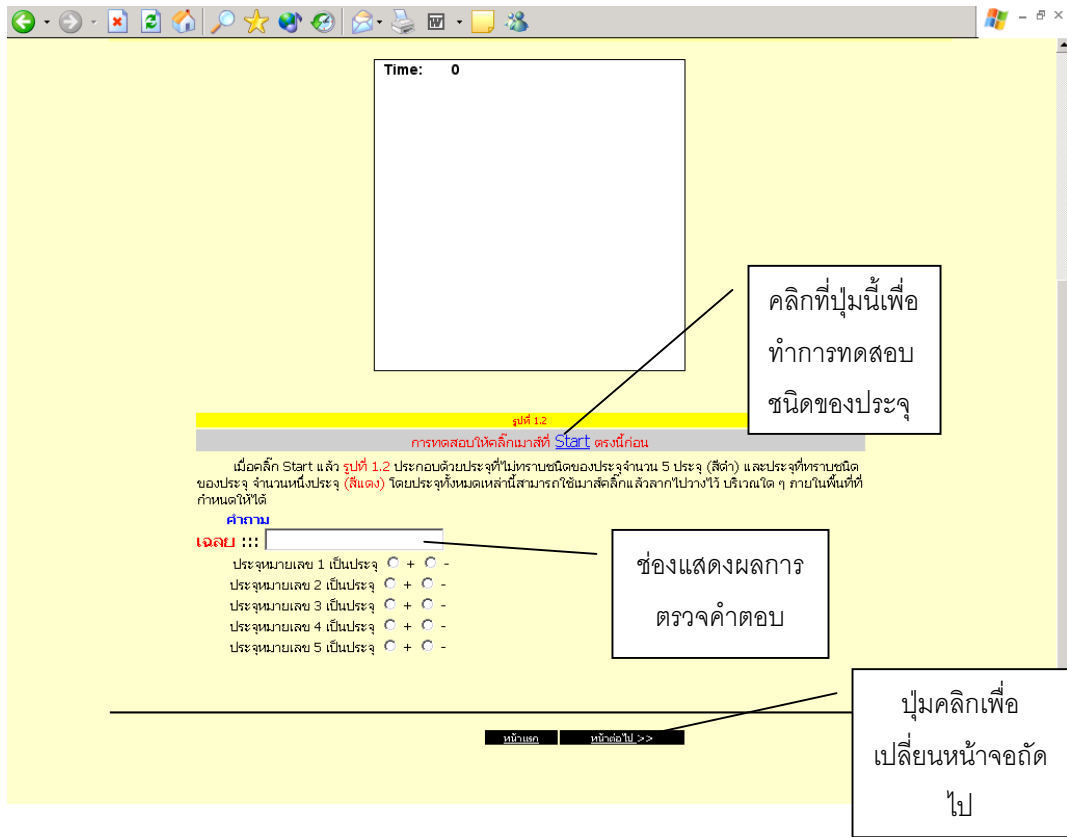 Time: 0
คลิกที่ปุ่มนี้เพื่อ
ทำการทดสอบ
ชนิดของประจุ
รูปที่ 1.2
การทดสอบให้คลิ๊กเมาส์ที่ Start ตรงนี้ก่อน
เมื่อคลิ๊ก Start แล้ว รูปที่ 1.2 ประกอบด้วยประจุที่ไม่ทราบชนิดของประจุจำนวน 5 ประจุ (สีดำ) และประจุที่ทราบชนิด
ของประจุ จำนวนหนึ่งประจุ (สีแดง) โดยประจุทั้งหมดเหล่านี้สามารถใช้เมาส์คลิ๊กแล้วลากไปวางไว้ บริเวณใด ๆ ภายในพื้นที่ที่
กำหนดให้ได้
คำถาม
เฉลย :::
ประจุหมายเลข 1 เป็นประจุ + -
ประจุหมายเลข 2 เป็นประจุ + -
ประจุหมายเลข 3 เป็นประจุ + -
ประจุหมายเลข 4 เป็นประจุ + -
ประจุหมายเลข 5 เป็นประจุ + -
ช่องแสดงผลการ
ตรวจคำตอบ
หน้าแรก หน้าต่อไป >>
ปุ่มคลิกเพื่อ
เปลี่ยนหน้าจอถัด
ไป